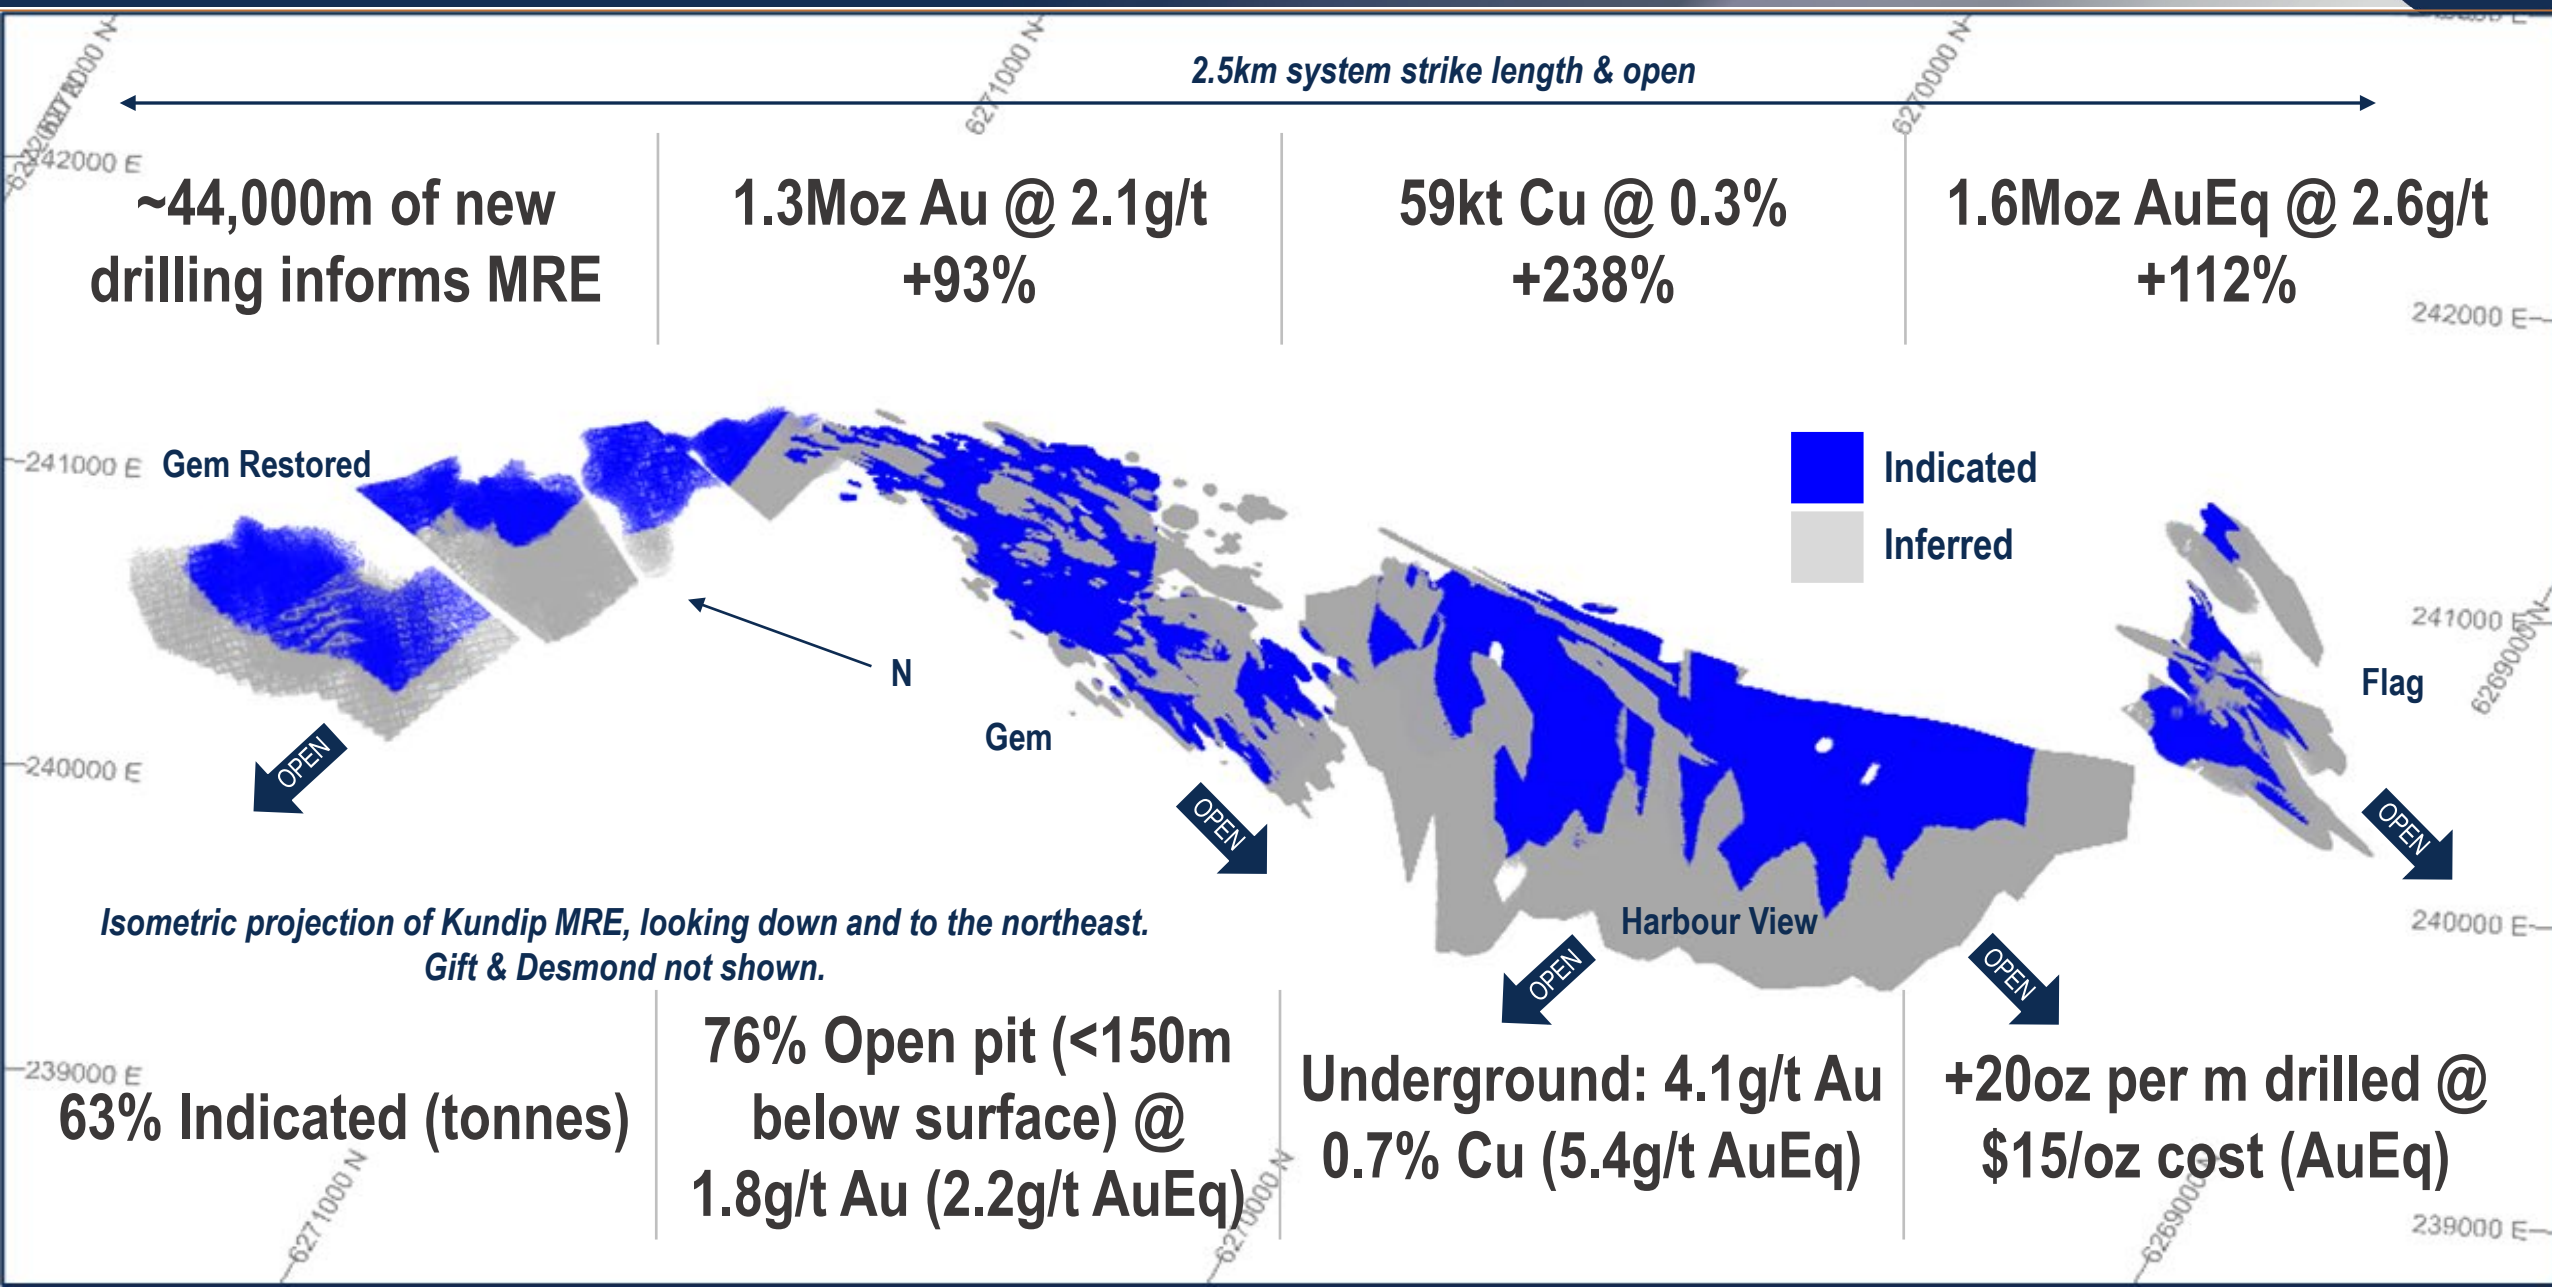 6272000 N
6271000 N
6270000 N
2.5km system strike length & open
242000 E
~44,000m of new
drilling informs MRE
1.3Moz Au @ 2.1g/t
+93%
59kt Cu @ 0.3%
+238%
1.6Moz AuEq @ 2.6g/t
+112%
242000 E
241000 E
Gem Restored
Indicated
Inferred
241000 E
6269000 N
N
Gem
Flag
240000 E
OPEN
OPEN
OPEN
Isometric projection of Kundip MRE, looking down and to the northeast.
Gift & Desmond not shown.
Harbour View
240000 E
OPEN
OPEN
239000 E
63% Indicated (tonnes)
76% Open pit (<150m
below surface) @
1.8g/t Au (2.2g/t AuEq)
Underground: 4.1g/t Au
0.7% Cu (5.4g/t AuEq)
+20oz per m drilled @
$15/oz cost (AuEq)
6271000 N
6270000 N
6269000 N
239000 E